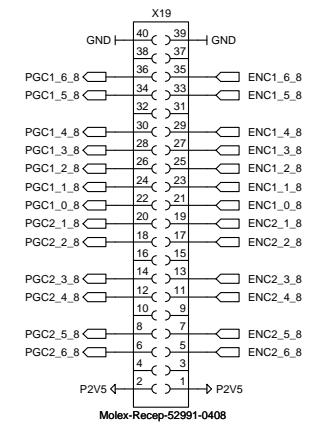 X19
GND 40 39 GND
38 37
PGC1_6_8 36 35 ENC1_6_8
PGC1_5_8 34 33 ENC1_5_8
32 31
PGC1_4_8 30 29 ENC1_4_8
PGC1_3_8 28 27 ENC1_3_8
PGC1_2_8 26 25 ENC1_2_8
PGC1_1_8 24 23 ENC1_1_8
PGC1_0_8 22 21 ENC1_0_8
PGC2_1_8 20 19 ENC2_1_8
PGC2_2_8 18 17 ENC2_2_8
16 15
PGC2_3_8 14 13 ENC2_3_8
PGC2_4_8 12 11 ENC2_4_8
10 9
PGC2_5_8 8 7 ENC2_5_8
PGC2_6_8 6 5 ENC2_6_8
4 3
P2V5 2 1 P2V5
Molex-Recep-52991-0408